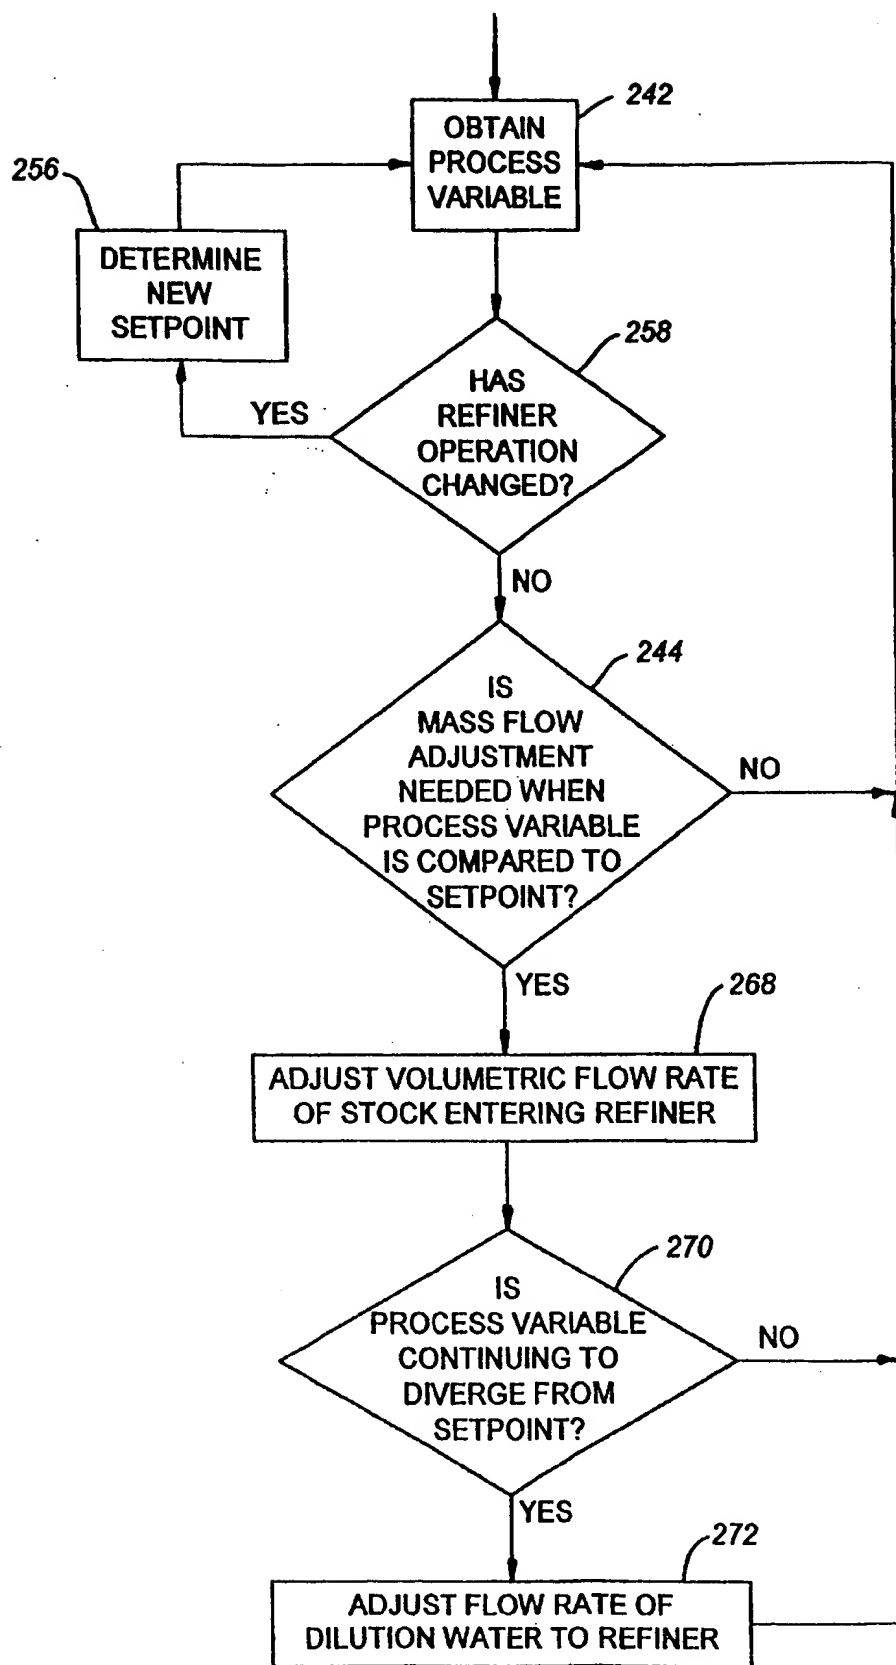 242
OBTAIN
PROCESS
VARIABLE
256
DETERMINE
NEW
SETPOINT
258
HAS
REFINER
OPERATION
CHANGED?
YES
NO
244
IS
MASS FLOW
ADJUSTMENT
NEEDED WHEN
PROCESS VARIABLE
IS COMPARED TO
SETPOINT?
NO
YES
268
ADJUST VOLUMETRIC FLOW RATE
OF STOCK ENTERING REFINER
270
IS
PROCESS VARIABLE
CONTINUING TO
DIVERGE FROM
SETPOINT?
NO
YES
272
ADJUST FLOW RATE OF
DILUTION WATER TO REFINER